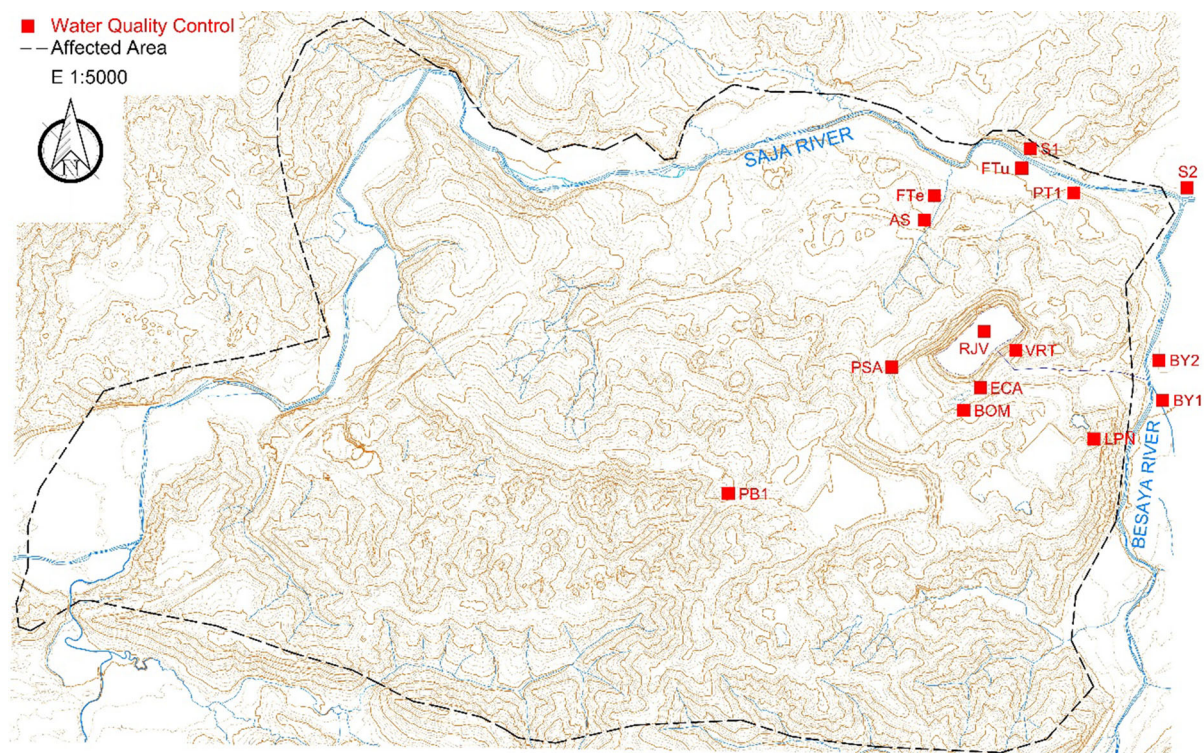 Water Quality Control
Affected Area
E 1:5000
N
SAJA RIVER
S1
FTu
S2
PT1
FTe
AS
RJV
VRT
PSA
BY2
ECA
BY1
BOM
LPN
BESAYA RIVER
PB1